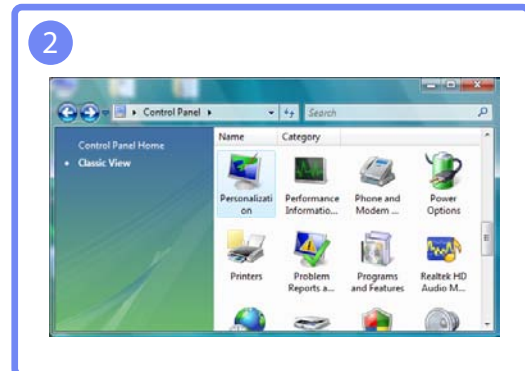 2
Control Panel
Search
Control Panel Home
Classic View
Name Category
Personalizati
on
Performance
Informatio...
Phone and
Modem ...
Power
Options
Printers
Problem
Reports a...
Programs
and Features
Realtek HD
Audio M...